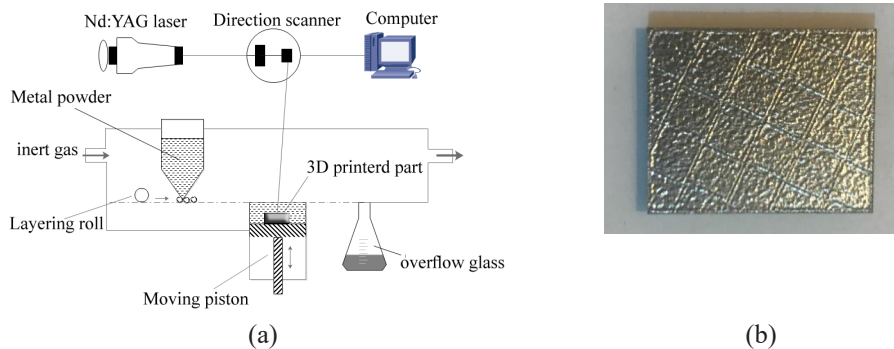 Nd:YAG laser
Direction scanner
Computer
Metal powder
inert gas
3D printerd part
Layering roll
overflow glass
Moving piston
(a)
(b)